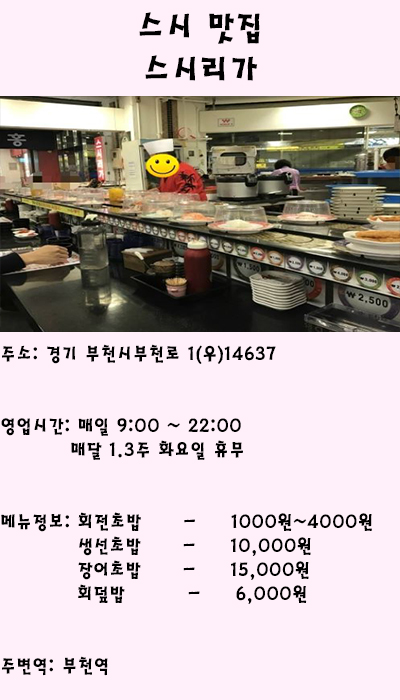 스시 맛집
스시리가
₩2,500
주소: 경기 부천시부천로 1(우)14637
영업시간: 매일 9:00 ~ 22:00
매달 1.3주 화요일 휴무
메뉴정보: 회전초밥 - 1000원~4000원
생선초밥 - 10,000원
장어초밥 - 15,000원
회덮밥 - 6,000원
주변역: 부천역